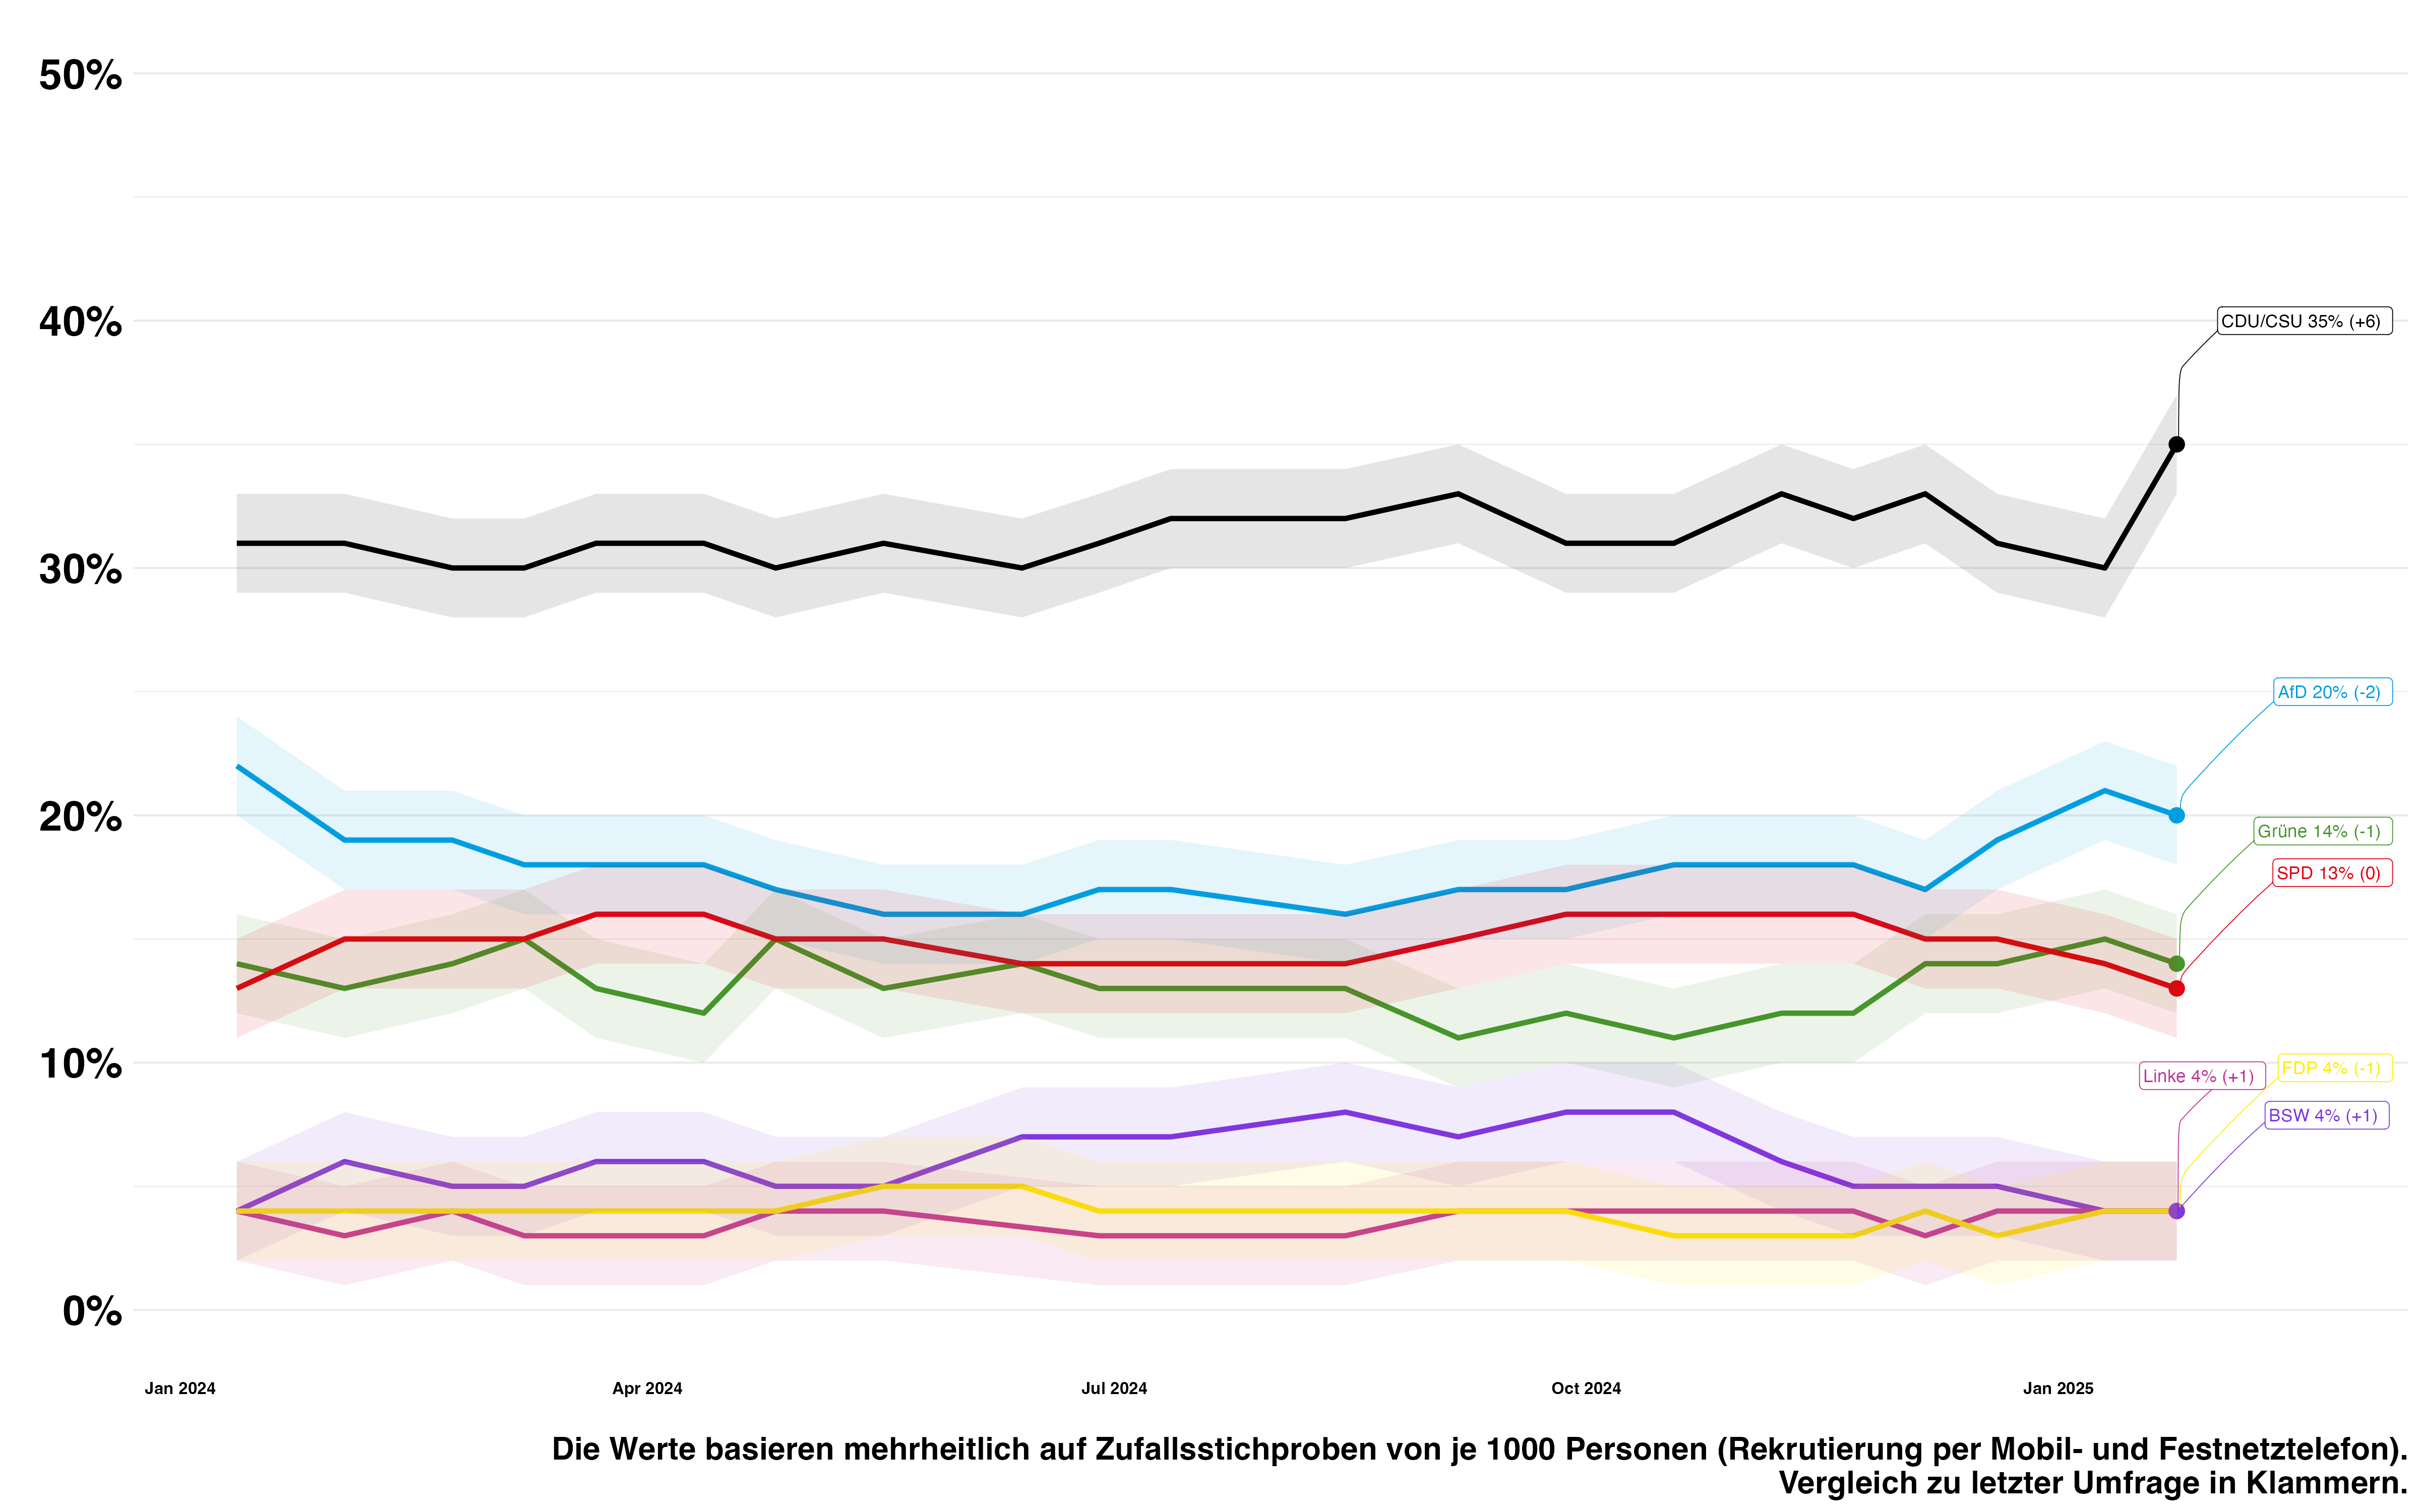 50%
40%
30%
20%
10%
0%
CDU/CSU 35% (+6)
AfD 20% (-2)
Grüne 14% (-1)
SPD 13% (0)
FDP 4% (-1)
Linke 4% (+1)
BSW 4% (+1)
Jan 2024
Apr 2024
Jul 2024
Oct 2024
Jan 2025
Die Werte basieren mehrheitlich auf Zufallsstichproben von je 1000 Personen (Rekrutierung per Mobil- und Festnetztelefon).
Vergleich zu letzter Umfrage in Klammern.